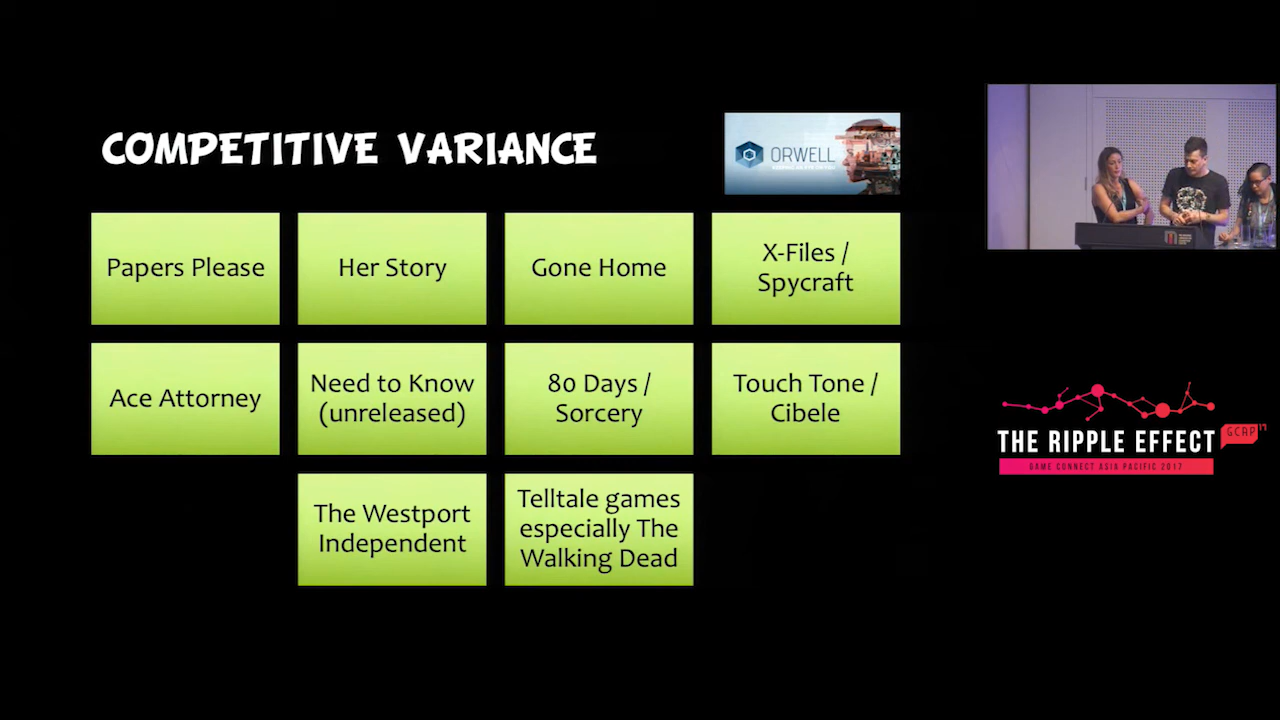 COMPETITIVE VARIANCE
ORWELL
Papers Please
Her Story
Gone Home
X-Files /
Spycraft
Ace Attorney
Need to Know
(unreleased)
80 Days /
Sorcery
Touch Tone /
Cibele
The Westport
Independent
Telltale games
especially The
Walking Dead
THE RIPPLE EFFECT
GCAP 17
GAME CONNECT ASIA PACIFIC 2017